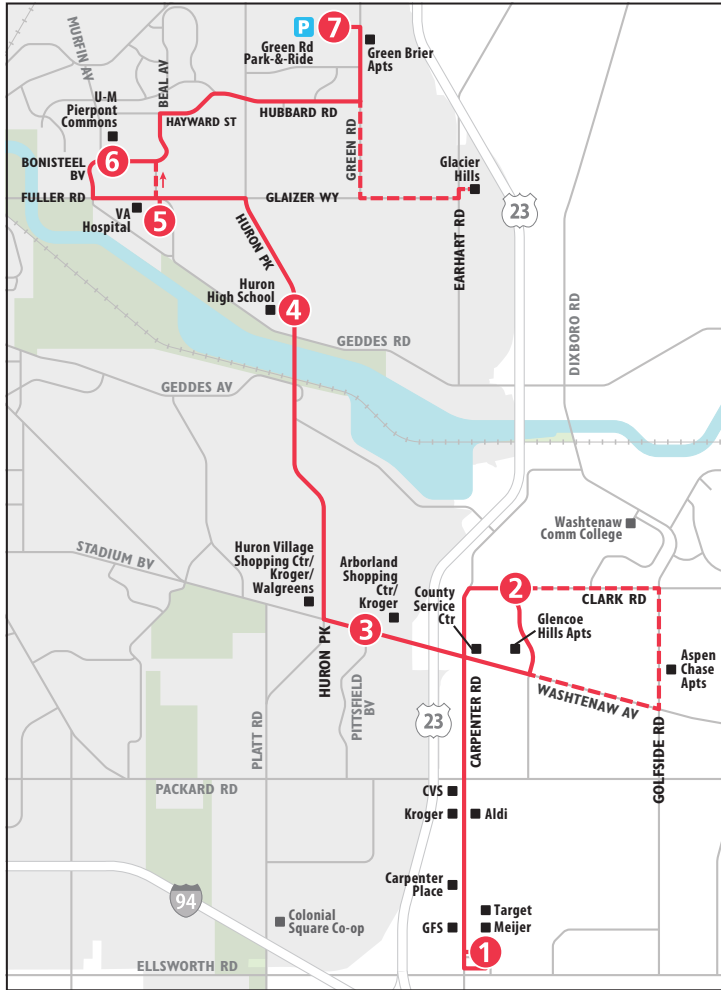 MURFIN AV
BEAL AV
P
7
Green Rd
Park-&-Ride
Green Brier
Apts
U-M
Pierpont
Commons
HAYWARD ST
HUBBARD RD
GREEN RD
BONISTEEL
BV
6
Glacier
Hills
FULLER RD
GLAIZER WY
23
VA
Hospital
5
HURON PK
EARHART RD
Huron
High School
4
GEDDES RD
DIXBORO RD
GEDDES AV
Washtenaw
Comm College
STADIUM BV
Huron Village
Shopping Ctr/
Kroger/
Walgreens
Arborland
Shopping
Ctr/
Kroger
County
Service
Ctr
2
CLARK RD
Glencoe
Hills Apts
3
HURON PK
Aspen
Chase
Apts
PLATT RD
PITTSFIELD
BV
23
CARPENTER RD
WASHTENAW AV
GOLFSIDE RD
PACKARD RD
CVS
Kroger
Aldi
Carpenter
Place
94
Colonial
Square Co-op
Target
GFS
Meijer
1
ELLSWORTH RD